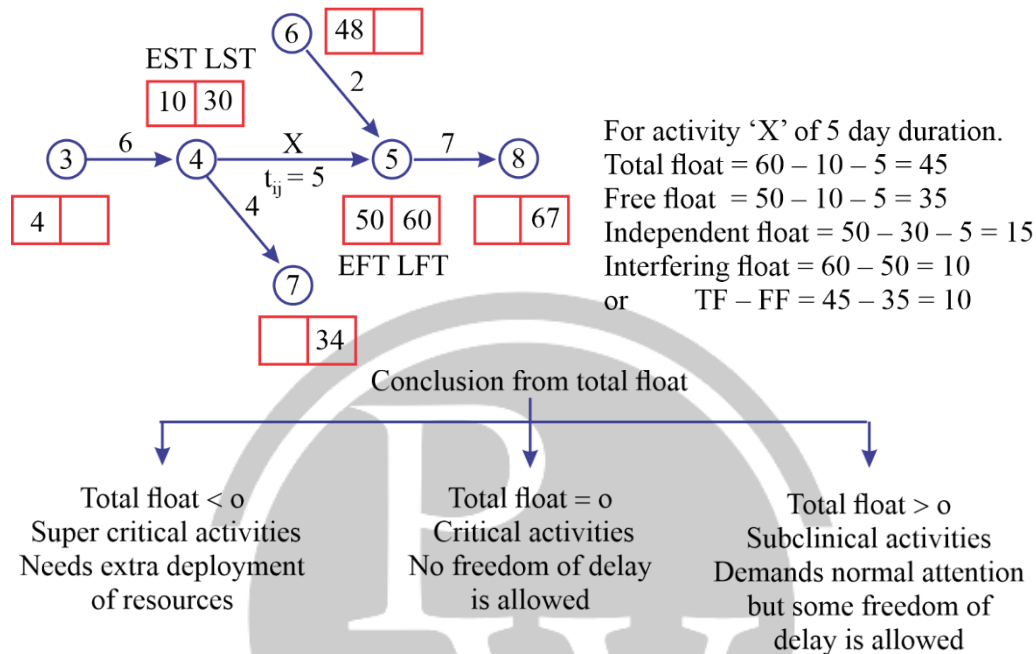 6
48
EST LST
10 30
2
3
6
4
X
5
7
8
t_ij = 5
4
4
50 60
67
EFT LFT
7
34
For activity ‘X’ of 5 day duration.
Total float = 60 – 10 – 5 = 45
Free float = 50 – 10 – 5 = 35
Independent float = 50 – 30 – 5 = 15
Interfering float = 60 – 50 = 10
or TF – FF = 45 – 35 = 10
Conclusion from total float
Total float < o
Super critical activities
Needs extra deployment
of resources
Total float = o
Critical activities
No freedom of delay
is allowed
Total float > o
Subclinical activities
Demands normal attention
but some freedom of
delay is allowed